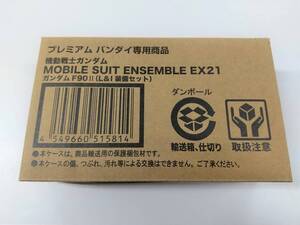 プレミアム バンダイ専用商品
機動戦士ガンダム
MOBILE SUIT ENSEMBLE EX21
ガンダム F90Ⅱ(L&I 装備セット)
ダンボール
輸送箱、仕切り
取扱注意
4 549660 515814
●本ケースは、商品輸送用の保護梱包材です。
●本ケースの傷、つぶれ、汚れ等による交換はできません。ご了承ください。